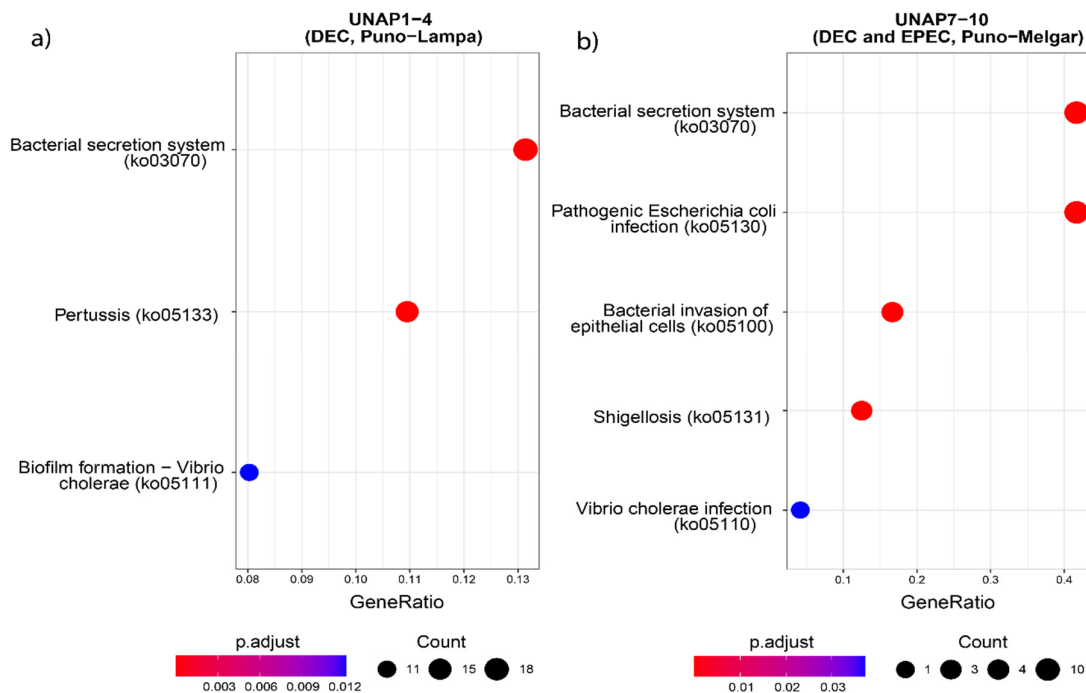 a)
UNAP1-4
(DEC, Puno-Lampa)
Bacterial secretion system
(ko03070)
Pertussis (ko05133)
Biofilm formation – Vibrio
cholerae (ko05111)
0.08 0.09 0.10 0.11 0.12 0.13
GeneRatio
p.adjust
0.003 0.006 0.009 0.012
Count
11 15 18
b)
UNAP7-10
(DEC and EPEC, Puno-Melgar)
Bacterial secretion system
(ko03070)
Pathogenic Escherichia coli
infection (ko05130)
Bacterial invasion of
epithelial cells (ko05100)
Shigellosis (ko05131)
Vibrio cholerae infection
(ko05110)
0.1 0.2 0.3 0.4
GeneRatio
p.adjust
0.01 0.02 0.03
Count
1 3 4 10